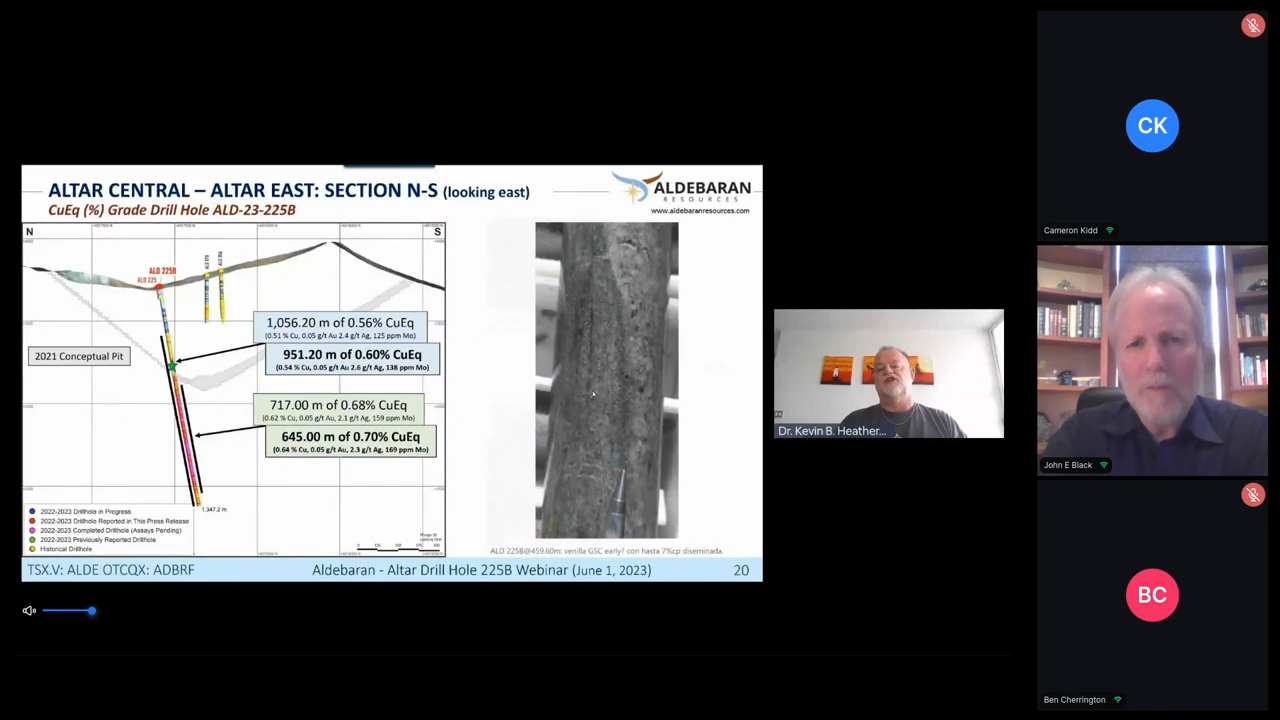 ALTAR CENTRAL – ALTAR EAST: SECTION N-S (looking east)
CuEq (%) Grade Drill Hole ALD-23-225B
ALDEBARAN
RESOURCES
www.aldebaranresources.com
N
S
ALD 225B
ALD 225
2021 Conceptual Pit
1,056.20 m of 0.56% CuEq
(0.51 % Cu, 0.05 g/t Au 2.4 g/t Ag, 125 ppm Mo)
951.20 m of 0.60% CuEq
(0.54 % Cu, 0.05 g/t Au 2.6 g/t Ag, 138 ppm Mo)
717.00 m of 0.68% CuEq
(0.62 % Cu, 0.05 g/t Au, 2.1 g/t Ag, 159 ppm Mo)
645.00 m of 0.70% CuEq
(0.64 % Cu, 0.05 g/t Au, 2.3 g/t Ag, 169 ppm Mo)
1,347.2 m
2022-2023 Drillhole in Progress
2022-2023 Drillhole Reported in This Press Release
2022-2023 Completed Drillhole (Assays Pending)
2022-2023 Previously Reported Drillhole
Historical Drillhole
ALD 225B@459.60m: venilla GSC early? con hasta 7%cp diseminada.
TSX.V: ALDE OTCQX: ADBRF
Aldebaran - Altar Drill Hole 225B Webinar (June 1, 2023)
20
Dr. Kevin B. Heather...
CK
Cameron Kidd
John E Black
BC
Ben Cherrington